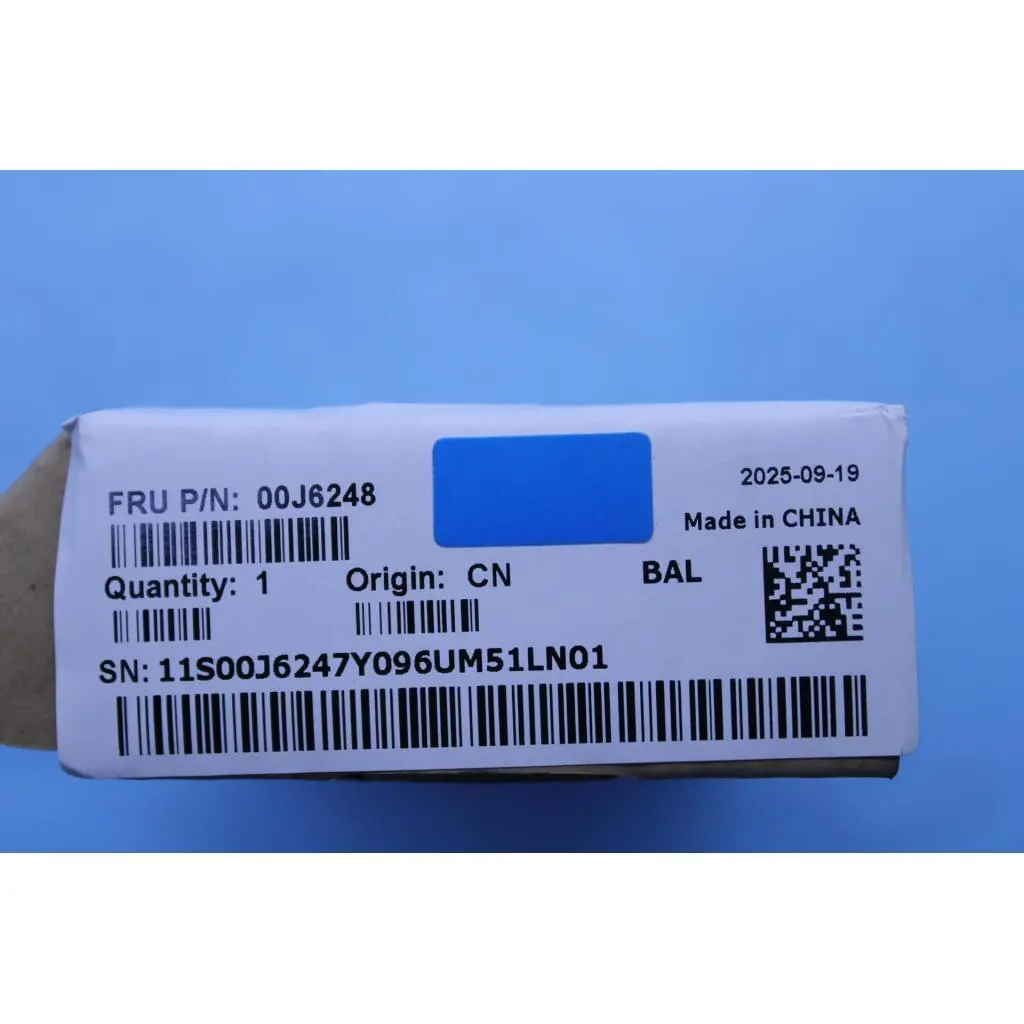 FRU P/N: 00J6248
2025-09-19
Made in CHINA
Quantity: 1 Origin: CN BAL
SN: 11S00J6247Y096UM51LN01